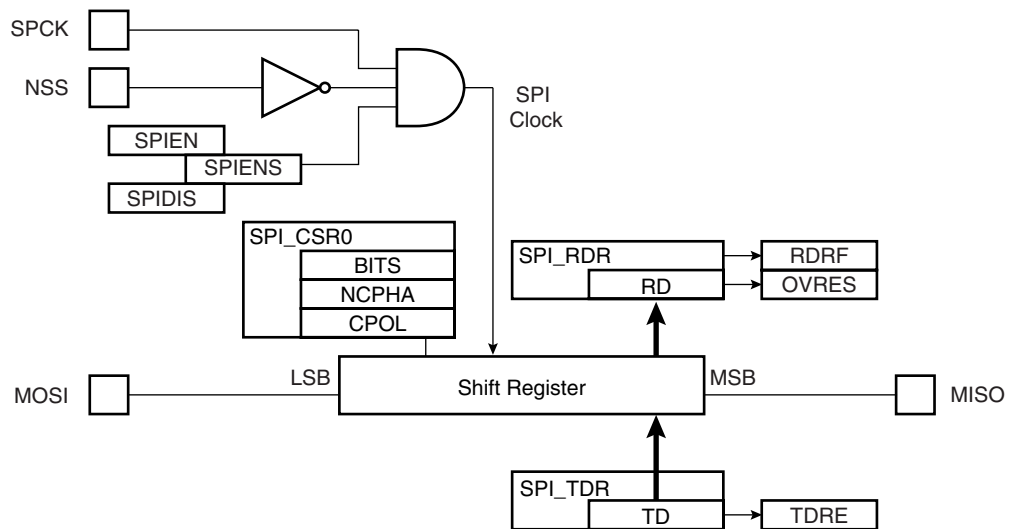 SPCK
NSS
SPI
Clock
SPIEN
SPIENS
SPIDIS
SPI_CSR0
BITS
NCPHA
CPOL
SPI_RDR
RD
RDRF
OVRES
MOSI
LSB
Shift Register
MSB
MISO
SPI_TDR
TD
TDRE